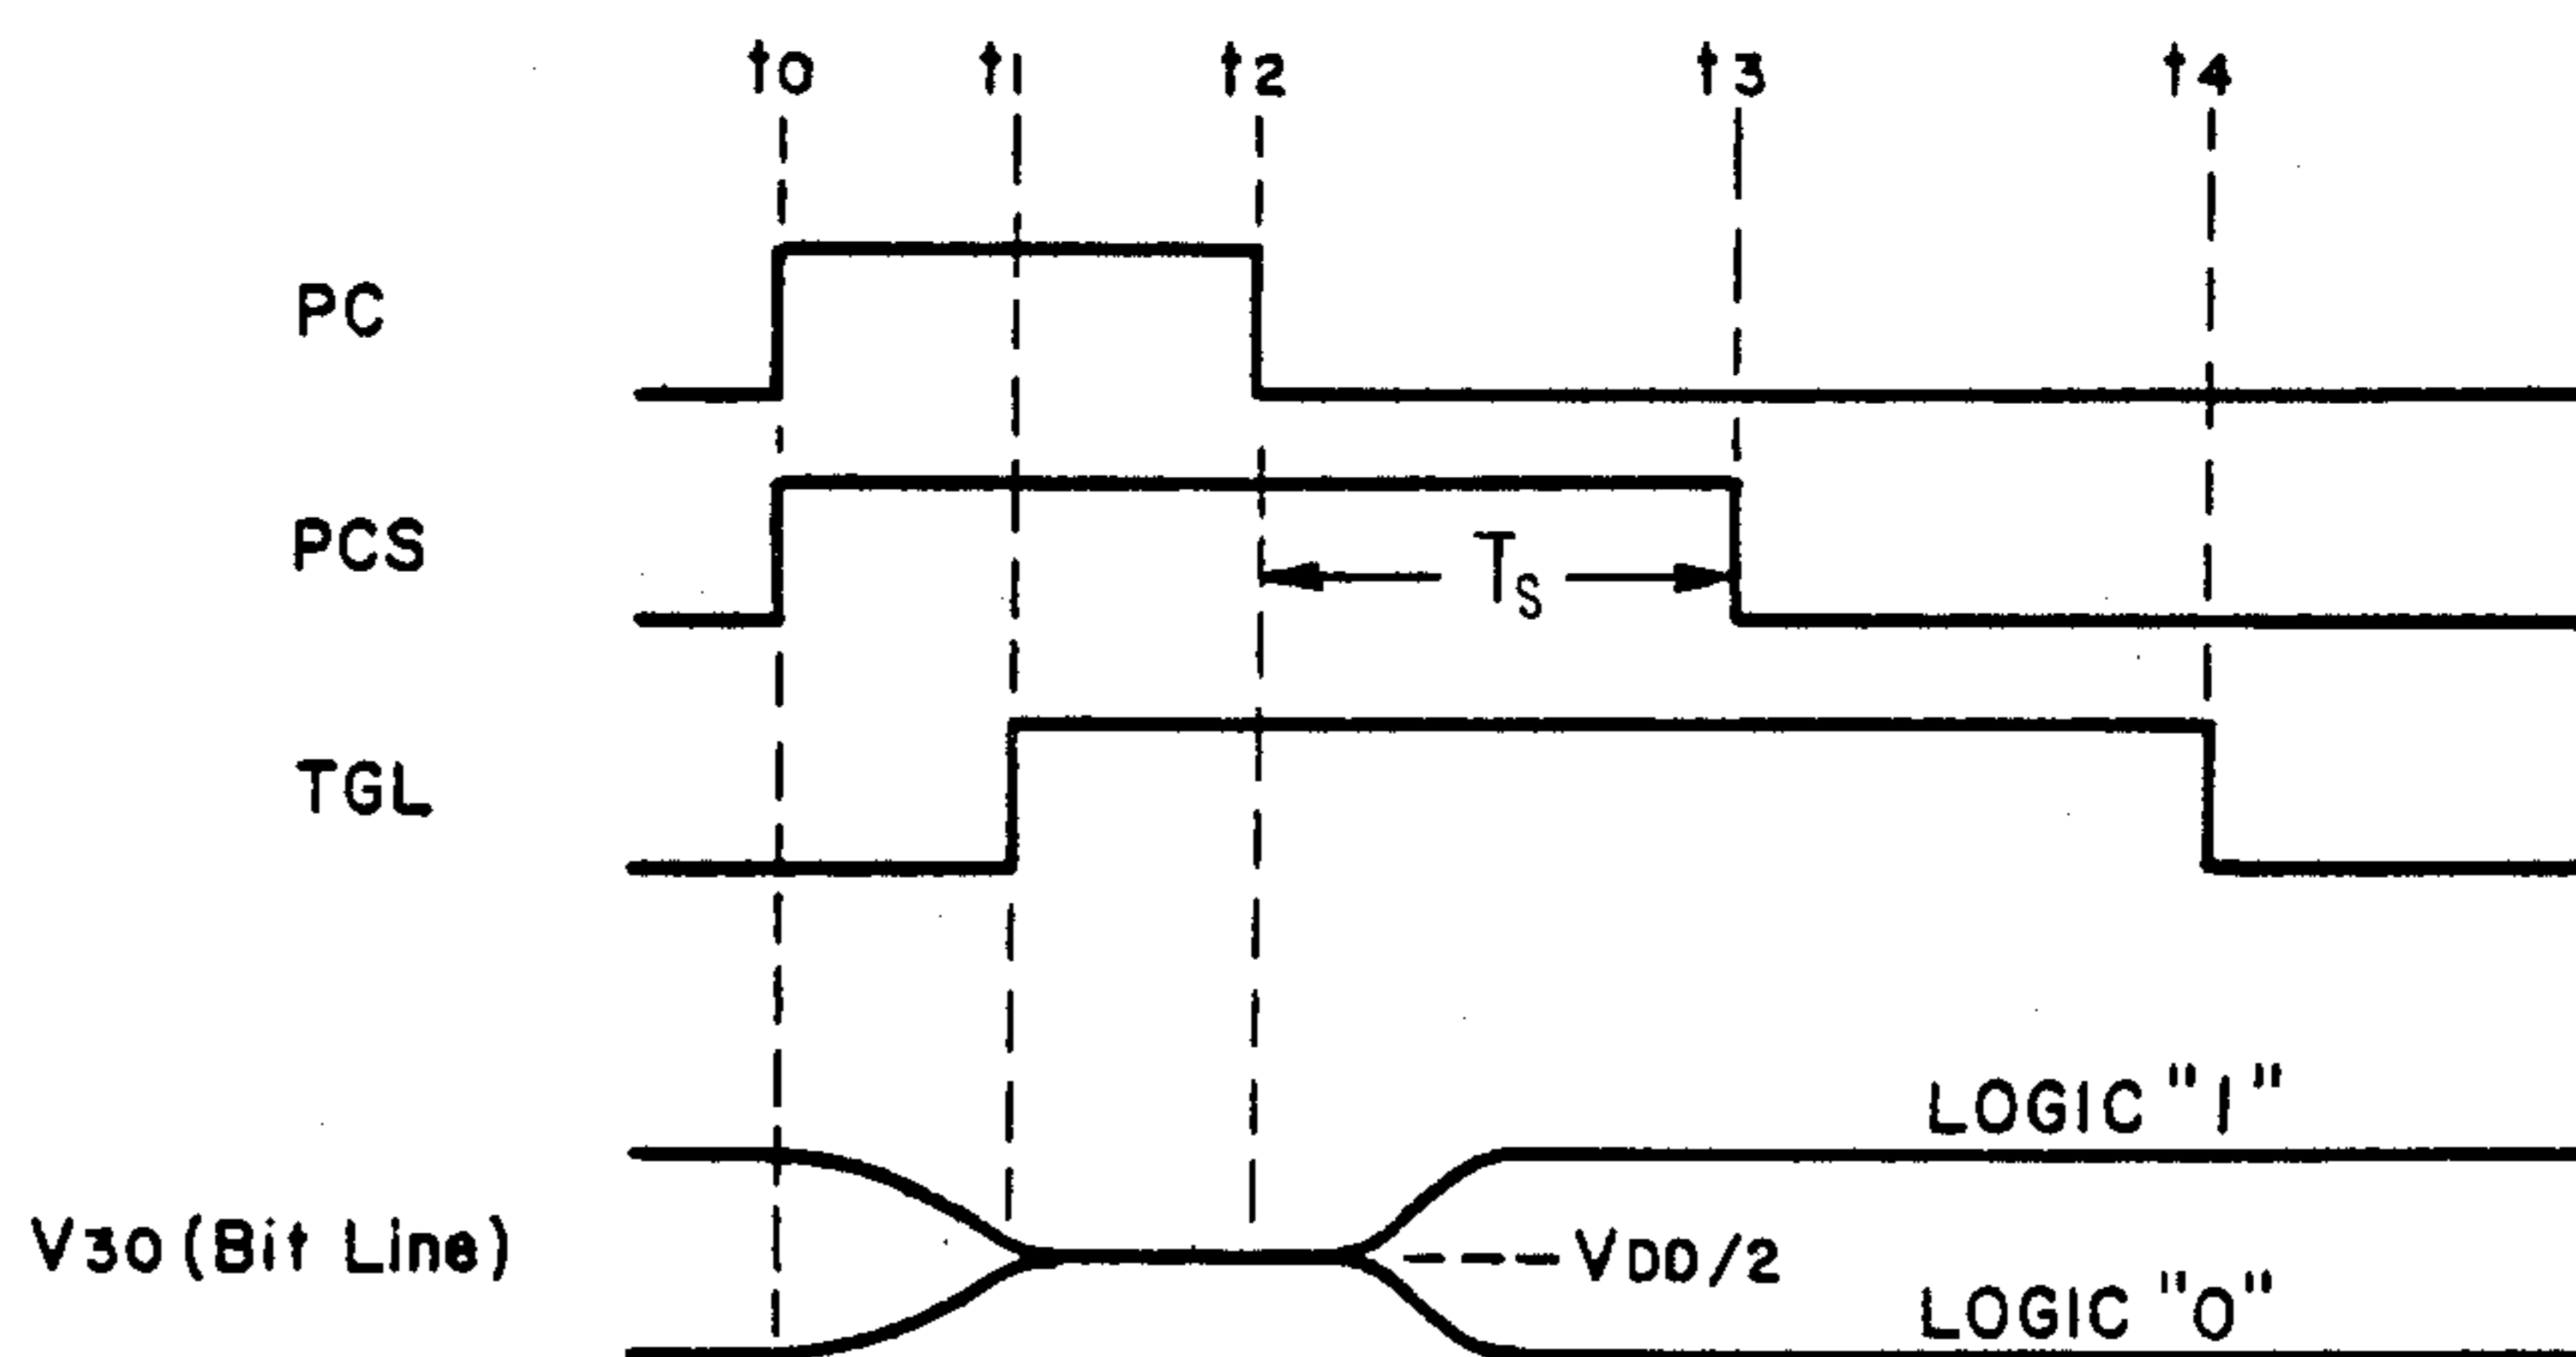 t0 t1 t2 t3 t4
PC
PCS
TS
TGL
LOGIC "1"
V30 (Bit Line)
VDD/2
LOGIC "0"